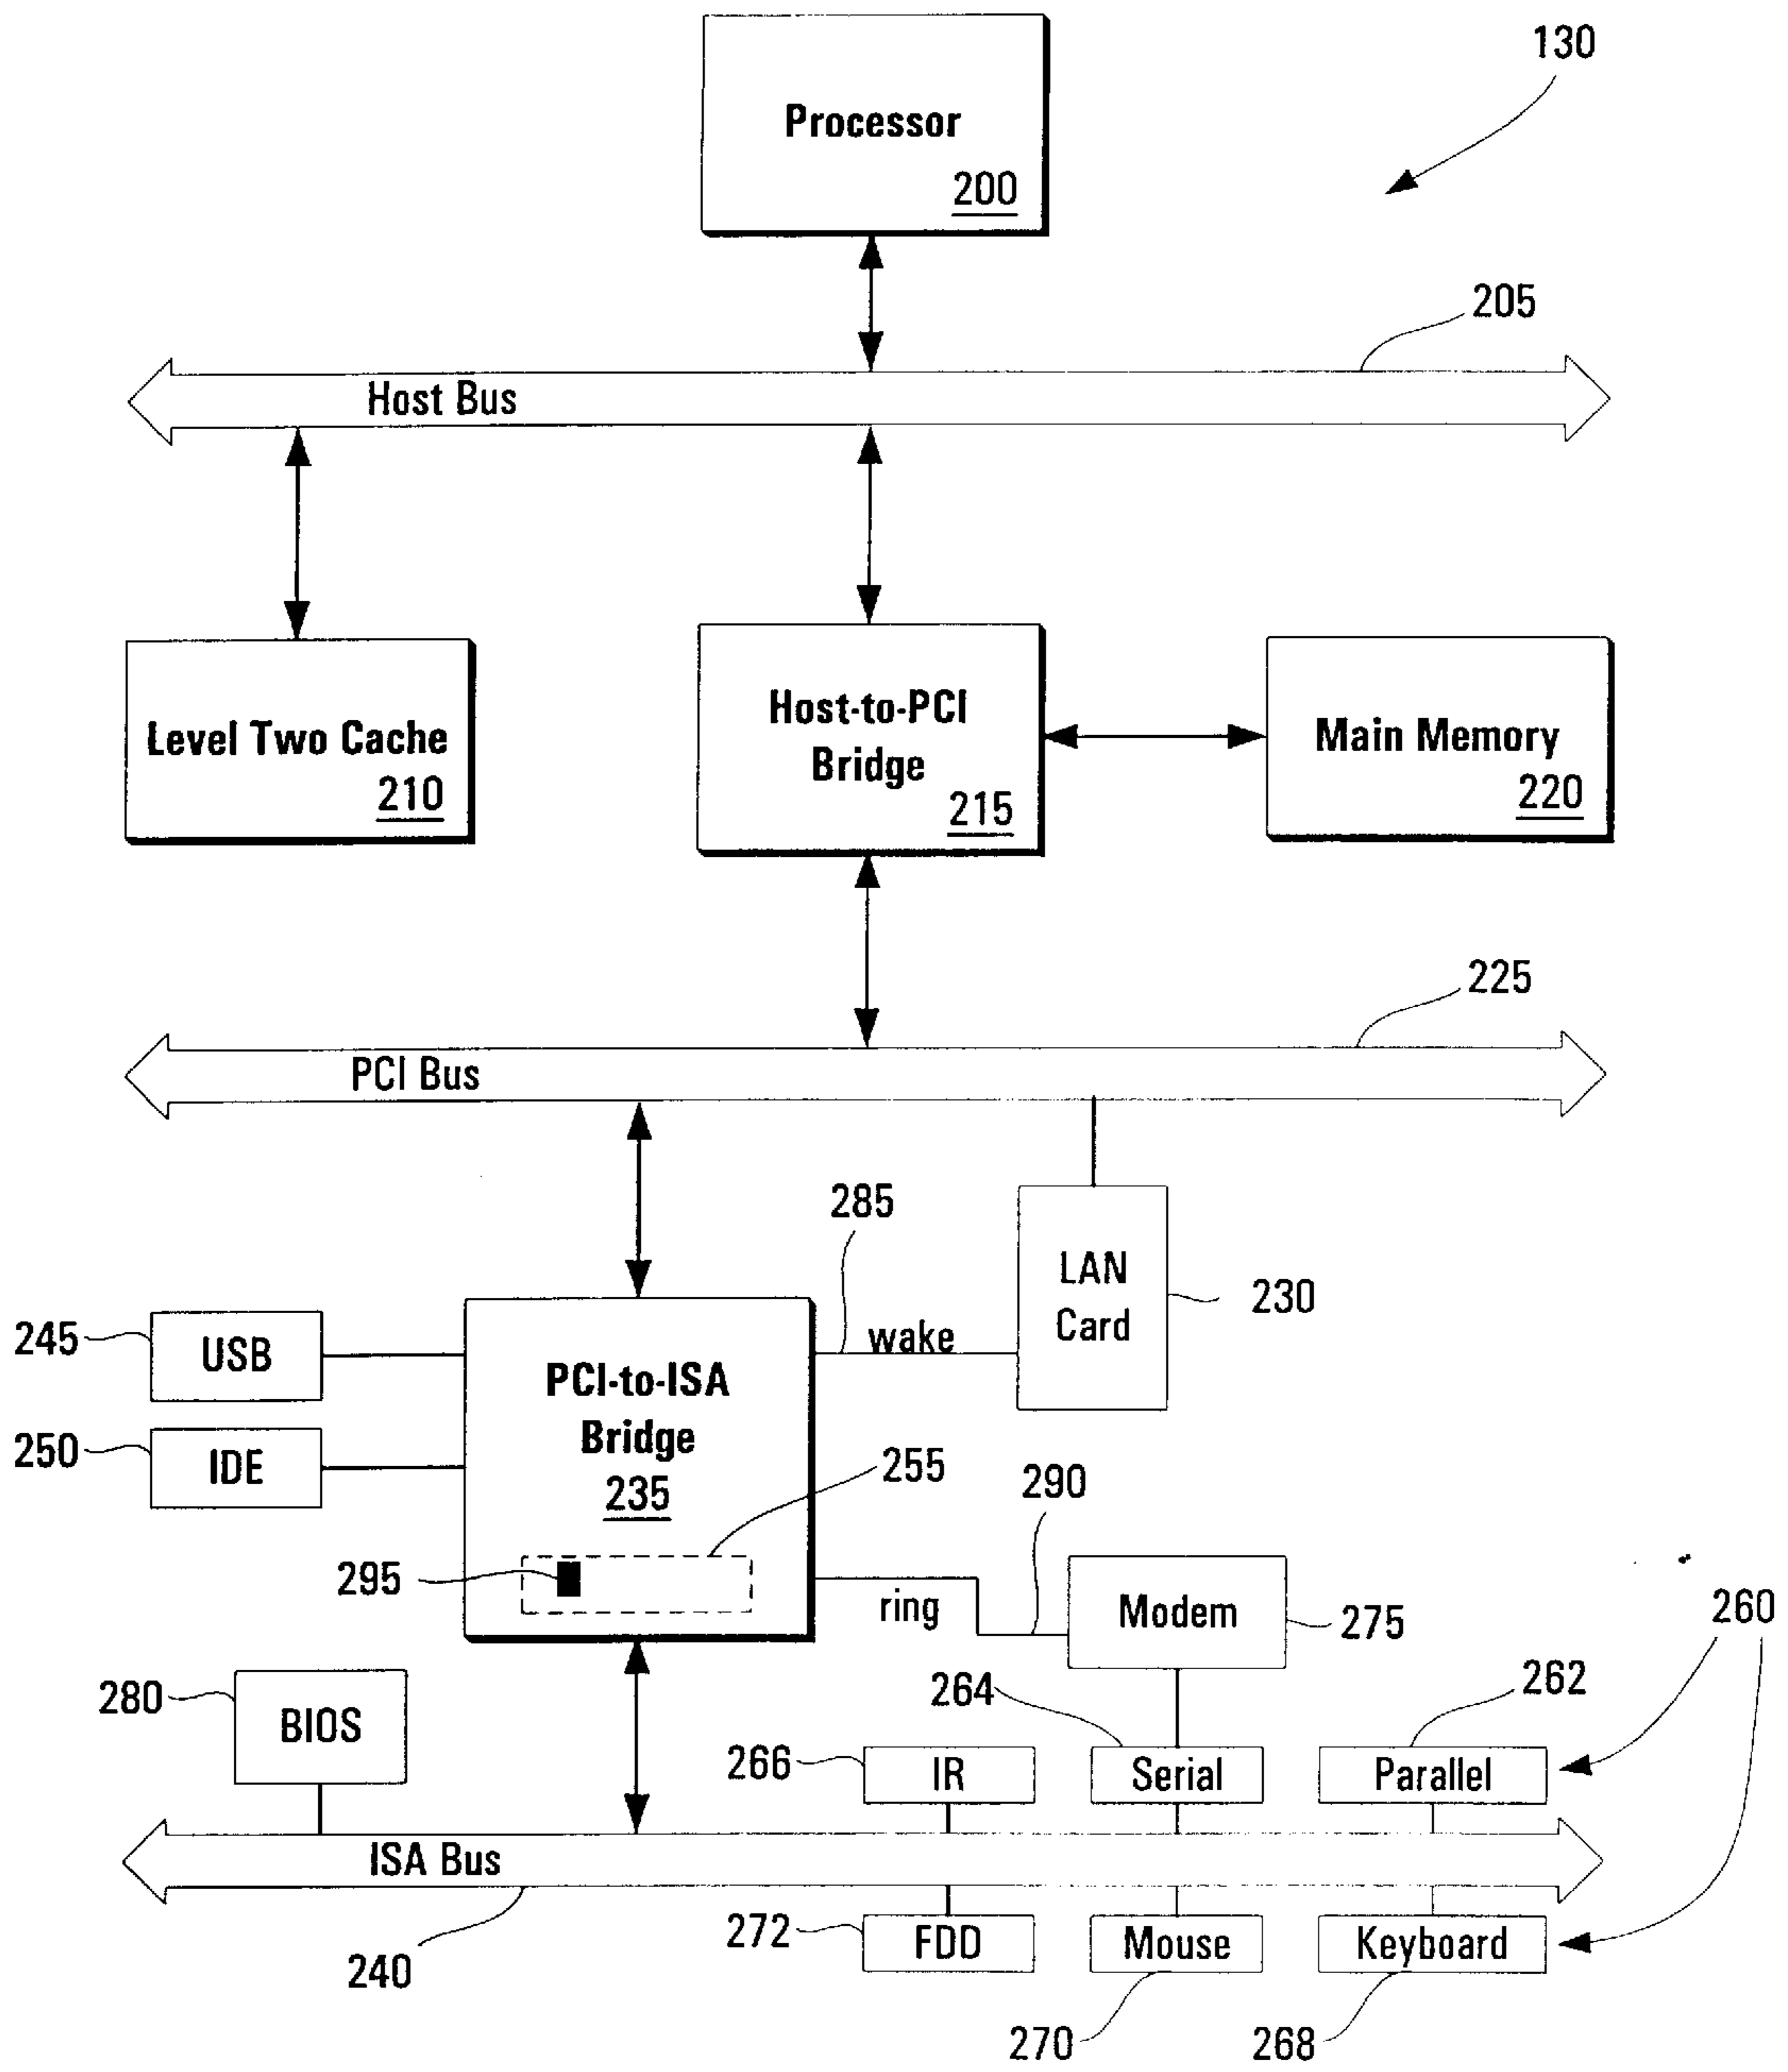 Processor
200
130
205
Host Bus
Level Two Cache
210
Host-to-PCI
Bridge
215
Main Memory
220
225
PCI Bus
285
LAN
Card
230
wake
245
USB
250
IDE
PCI-to-ISA
Bridge
235
255
295
290
ring
Modem
275
260
280
BIOS
264
262
266
IR
Serial
Parallel
ISA Bus
240
272
FDD
Mouse
Keyboard
270
268